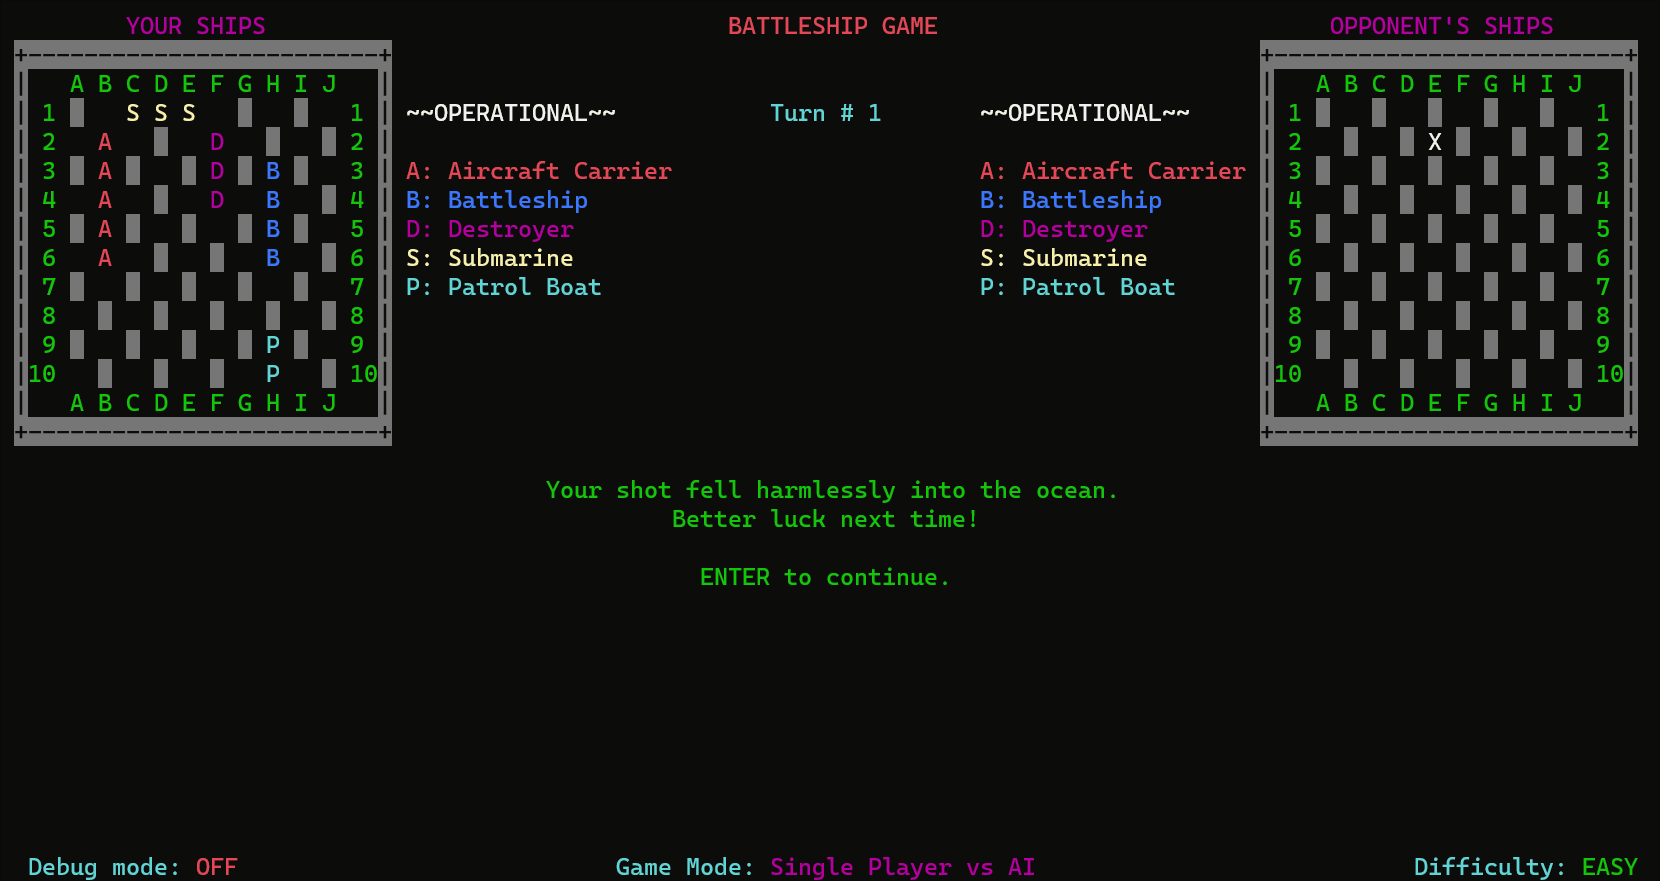 YOUR SHIPS BATTLESHIP GAME OPPONENT'S SHIPS
+-------------------------+ +-------------------------+
| A B C D E F G H I J | | A B C D E F G H I J |
| 1 S S S 1 | ~~OPERATIONAL~~ Turn # 1 ~~OPERATIONAL~~ | 1 1 |
| 2 A D 2 | | 2 X 2 |
| 3 A D B 3 | A: Aircraft Carrier A: Aircraft Carrier | 3 3 |
| 4 A D B 4 | B: Battleship B: Battleship | 4 4 |
| 5 A B 5 | D: Destroyer D: Destroyer | 5 5 |
| 6 A B 6 | S: Submarine S: Submarine | 6 6 |
| 7 7 | P: Patrol Boat P: Patrol Boat | 7 7 |
| 8 8 | | 8 8 |
| 9 P 9 | | 9 9 |
|10 P 10| |10 10|
| A B C D E F G H I J | | A B C D E F G H I J |
+-------------------------+ +-------------------------+
Your shot fell harmlessly into the ocean.
Better luck next time!
ENTER to continue.
Debug mode: OFF Game Mode: Single Player vs AI Difficulty: EASY